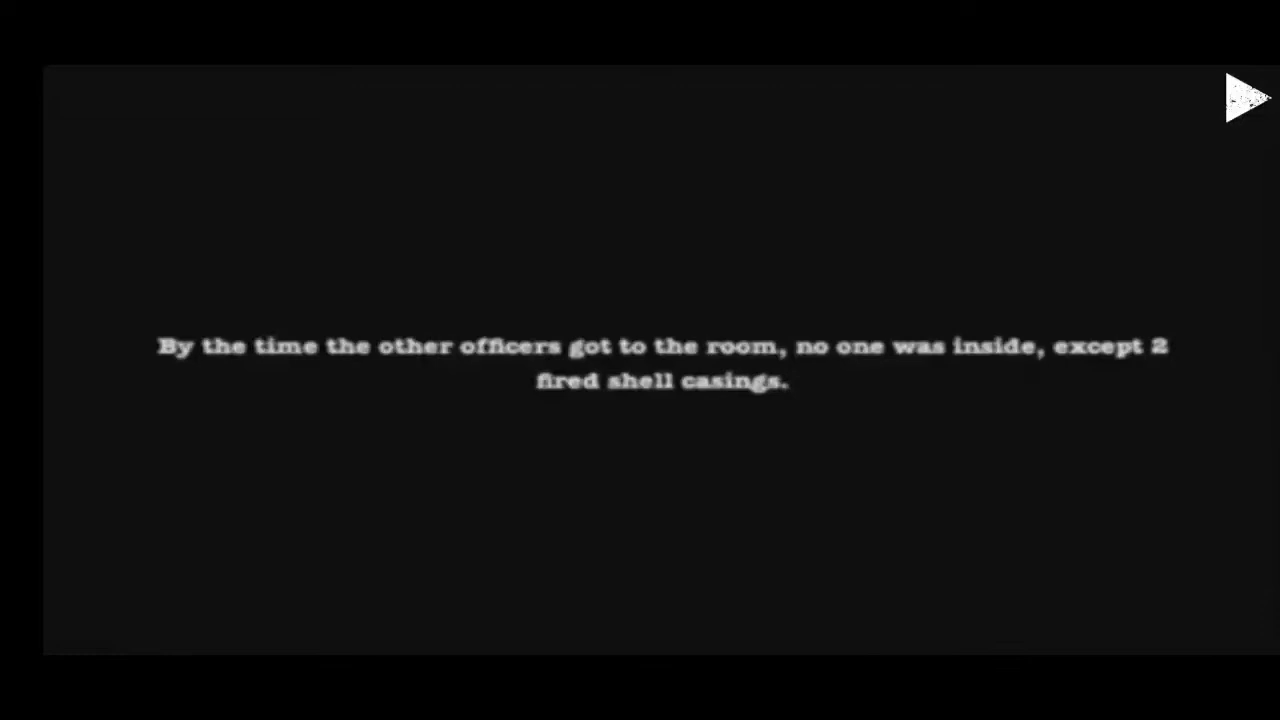 By the time the other officers got to the room, no one was inside, except 2
fired shell casings.